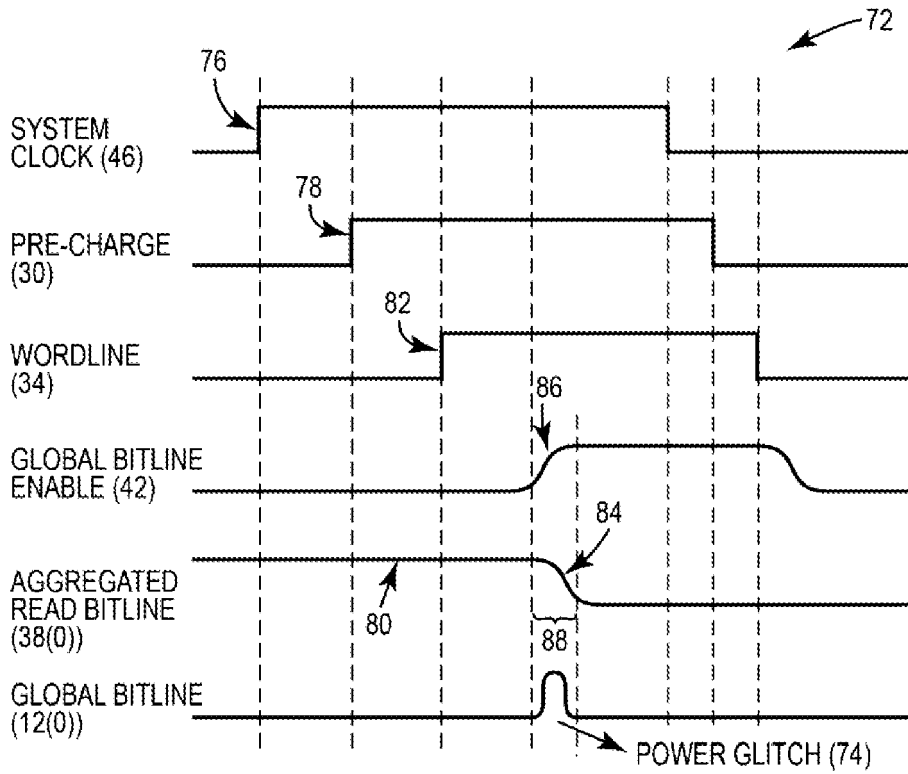 72
76
SYSTEM
CLOCK (46)
78
PRE-CHARGE
(30)
82
WORDLINE
(34)
86
GLOBAL BITLINE
ENABLE (42)
84
AGGREGATED
READ BITLINE
(38(0))
80
88
GLOBAL BITLINE
(12(0))
POWER GLITCH (74)